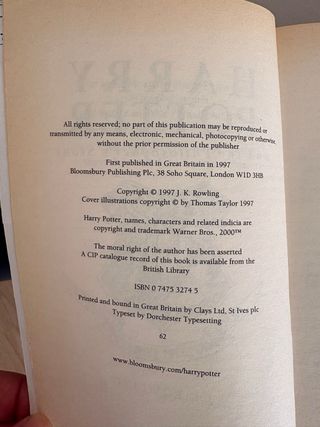 All rights reserved; no part of this publication may be reproduced or
transmitted by any means, electronic, mechanical, photocopying or otherwise,
without the prior permission of the publisher
First published in Great Britain in 1997
Bloomsbury Publishing Plc, 38 Soho Square, London W1D 3HB
Copyright © 1997 J. K. Rowling
Cover illustrations copyright © by Thomas Taylor 1997
Harry Potter, names, characters and related indicia are
copyright and trademark Warner Bros., 2000™
The moral right of the author has been asserted
A CIP catalogue record of this book is available from the
British Library
ISBN 0 7475 3274 5
Printed and bound in Great Britain by Clays Ltd, St Ives plc
Typeset by Dorchester Typesetting
62
www.bloomsbury.com/harrypotter